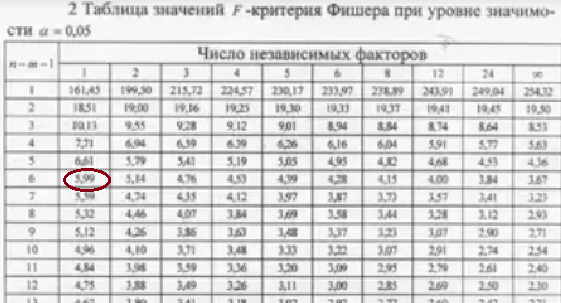 2 Таблица значений F-критерия Фишера при уровне значимо-
сти α = 0,05
n – m – 1 Число независимых факторов
1 2 3 4 5 6 8 12 24 ∞
1 161,45 199,50 215,72 224,57 230,17 233,97 238,89 243,91 249,04 254,32
2 18,51 19,00 19,16 19,25 19,30 19,33 19,37 19,41 19,45 19,50
3 10,13 9,55 9,28 9,12 9,01 8,94 8,84 8,74 8,64 8,53
4 7,71 6,94 6,59 6,39 6,26 6,16 6,04 5,91 5,77 5,63
5 6,61 5,79 5,41 5,19 5,05 4,95 4,82 4,68 4,53 4,36
6 5,99 5,14 4,76 4,53 4,39 4,28 4,15 4,00 3,84 3,67
7 5,59 4,74 4,35 4,12 3,97 3,87 3,73 3,57 3,41 3,23
8 5,32 4,46 4,07 3,84 3,69 3,58 3,44 3,28 3,12 2,93
9 5,12 4,26 3,86 3,63 3,48 3,37 3,23 3,07 2,90 2,71
10 4,96 4,10 3,71 3,48 3,33 3,22 3,07 2,91 2,74 2,54
11 4,84 3,98 3,59 3,36 3,20 3,09 2,95 2,79 2,61 2,40
12 4,75 3,88 3,49 3,26 3,11 3,00 2,85 2,69 2,50 2,30